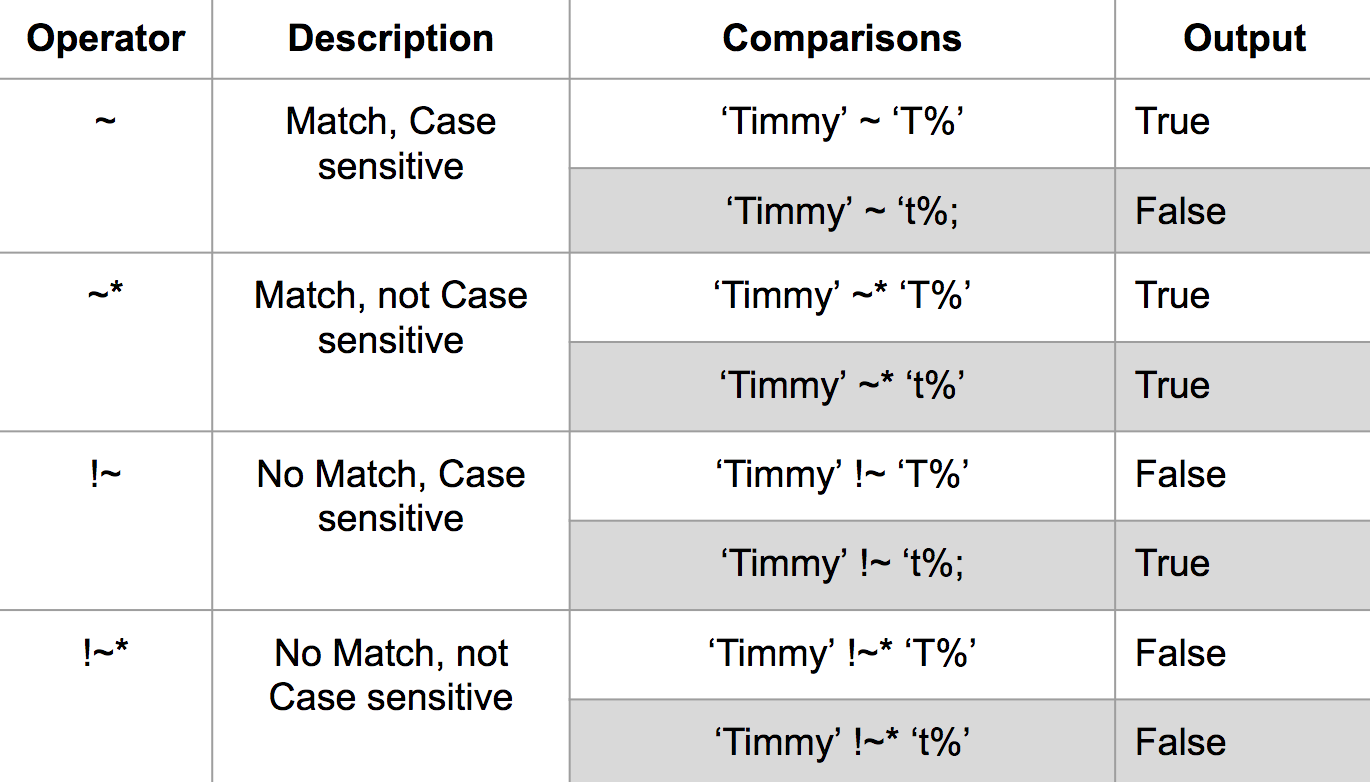 Operator Description Comparisons Output
~ Match, Case sensitive ‘Timmy’ ~ ‘T%’ True
‘Timmy’ ~ ‘t%; False
~* Match, not Case sensitive ‘Timmy’ ~* ‘T%’ True
‘Timmy’ ~* ‘t%’ True
!~ No Match, Case sensitive ‘Timmy’ !~ ‘T%’ False
‘Timmy’ !~ ‘t%; True
!~* No Match, not Case sensitive ‘Timmy’ !~* ‘T%’ False
‘Timmy’ !~* ‘t%’ False